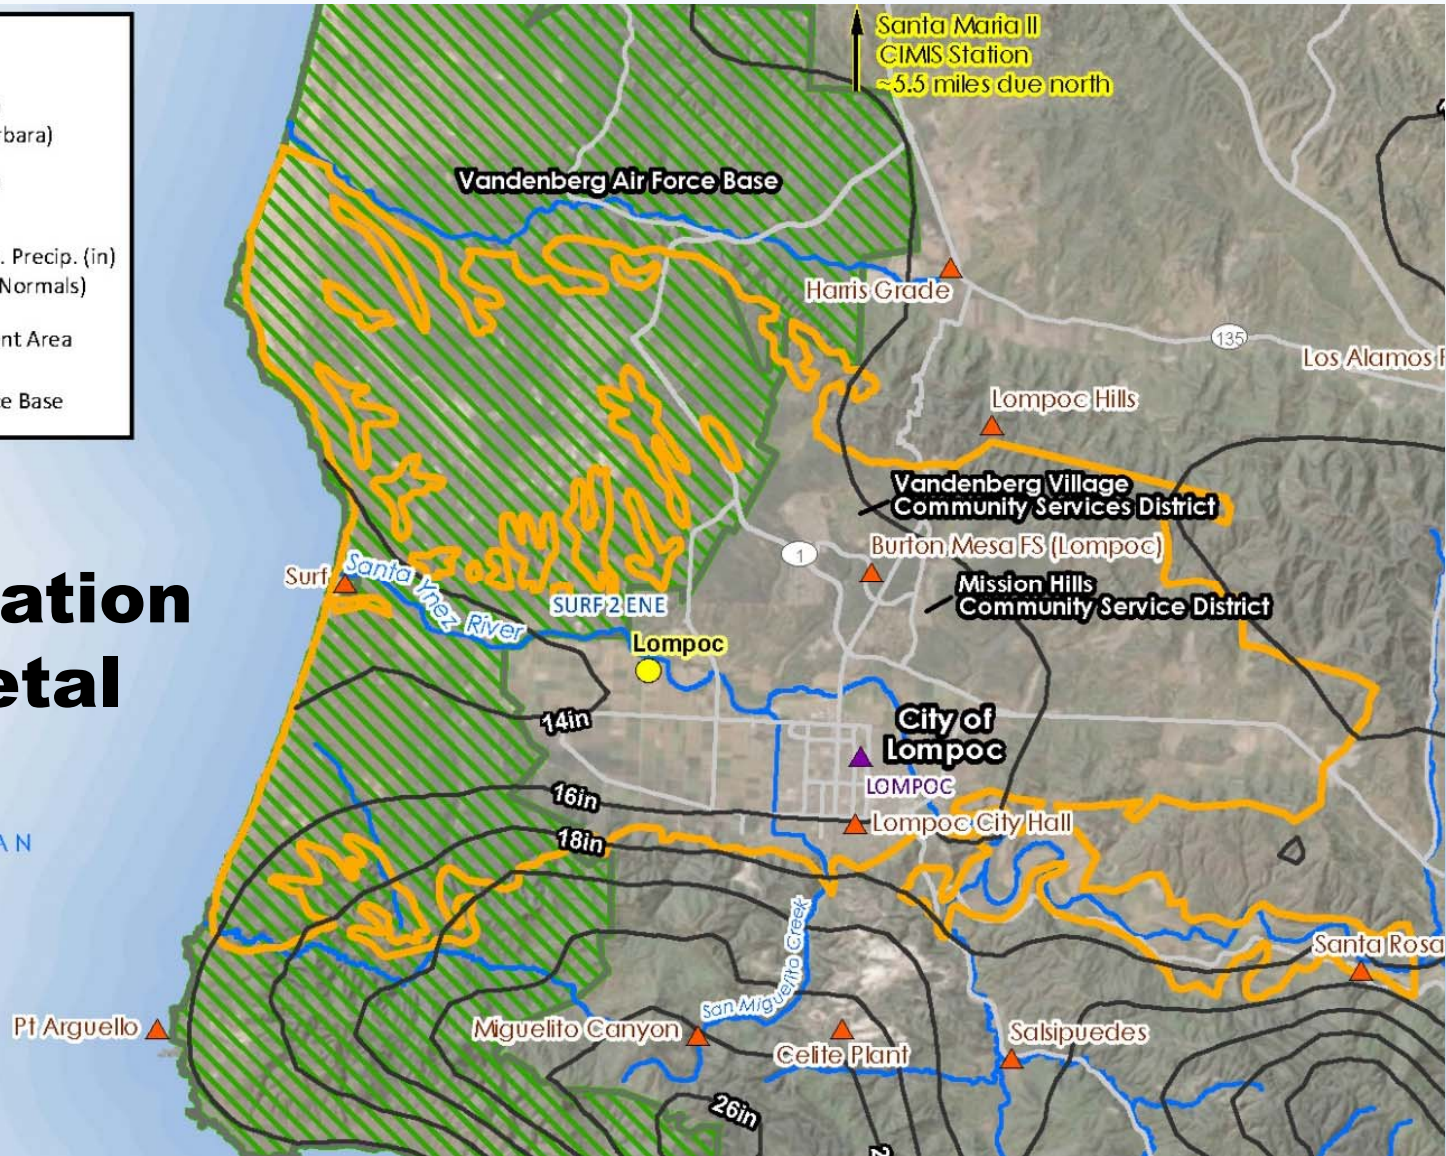 Santa Maria II
CIMIS Station
~5.5 miles due north
bara)
. Precip. (in)
Normals)
nt Area
e Base
Vandenberg Air Force Base
Harris Grade
135
Los Alamos F
Lompoc Hills
Vandenberg Village
Community Services District
1
Burton Mesa FS (Lompoc)
Mission Hills
Community Service District
Surf
Santa Ynez River
SURF 2 ENE
Lompoc
ation
etal
14in
City of
Lompoc
LOMPOC
16in
Lompoc City Hall
18in
AN
San Miguelito Creek
Santa Rosa
Pt Arguello
Miguelito Canyon
Celite Plant
Salsipuedes
26in